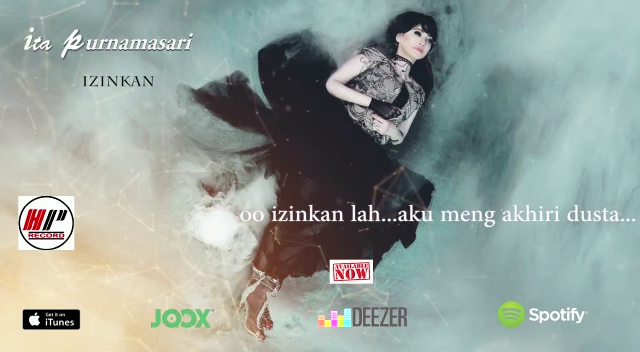 ita Purnamasari
IZINKAN
HP
RECORD
oo izinkan lah...aku meng akhiri dusta...
AVAILABLE
NOW
Get it on
iTunes
JOOX
DEEZER
Spotify